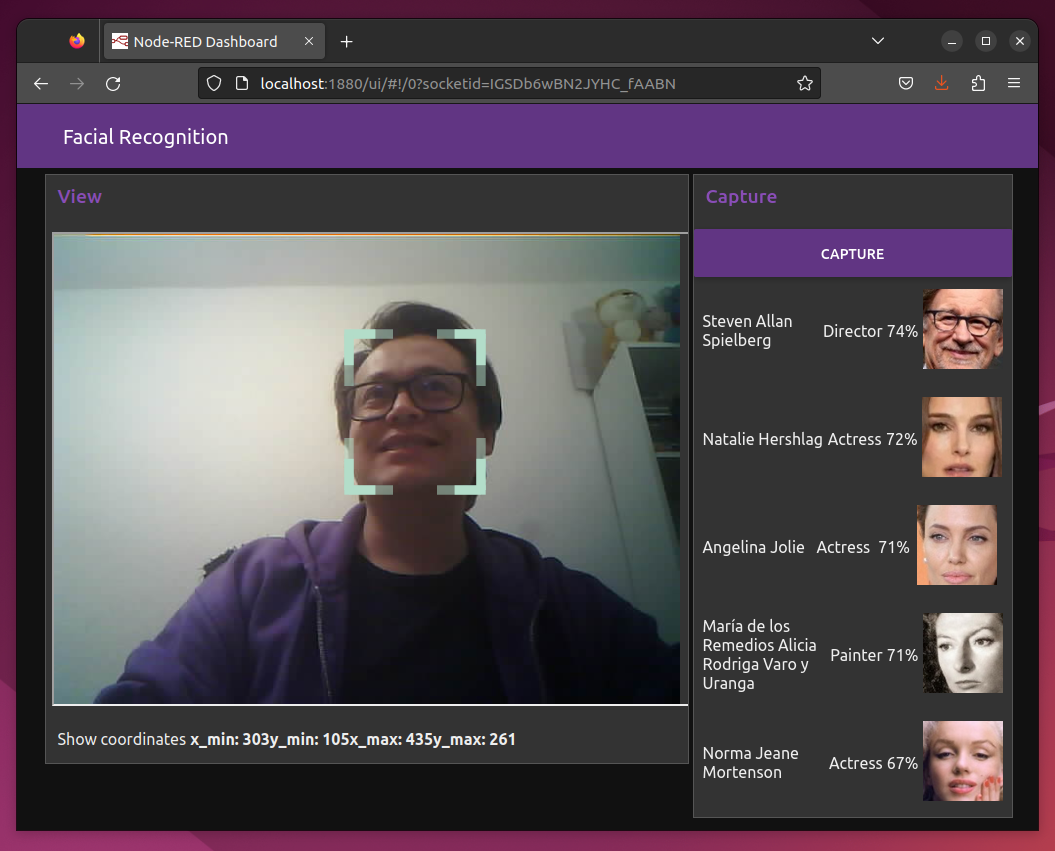 Node-RED Dashboard
localhost:1880/ui/#!/0?socketid=IGSDb6wBN2JYHC_fAABN
Facial Recognition
View
Capture
CAPTURE
Steven Allan
Spielberg
Director 74%
Natalie Hershlag Actress 72%
Angelina Jolie Actress 71%
María de los
Remedios Alicia
Rodriga Varo y
Uranga
Painter 71%
Norma Jeane
Mortenson
Actress 67%
Show coordinates x_min: 303y_min: 105x_max: 435y_max: 261